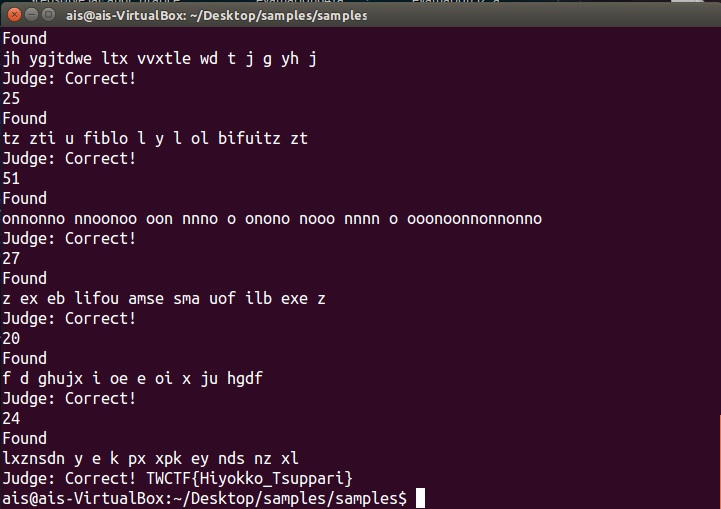 ais@ais-VirtualBox: ~/Desktop/samples/samples
Found
jh ygjtdwe ltx vvxtle wd t j g yh j
Judge: Correct!
25
Found
tz zti u fiblo l y l ol bifuitz zt
Judge: Correct!
51
Found
onnonno nnoonoo oon nnno o onono nooo nnnn o ooonoonnonnonno
Judge: Correct!
27
Found
z ex eb lifou amse sma uof ilb exe z
Judge: Correct!
20
Found
f d ghujx i oe e oi x ju hgdf
Judge: Correct!
24
Found
lxznsdn y e k px xpk ey nds nz xl
Judge: Correct! TWCTF{Hiyokko_Tsuppari}
ais@ais-VirtualBox:~/Desktop/samples/samples$